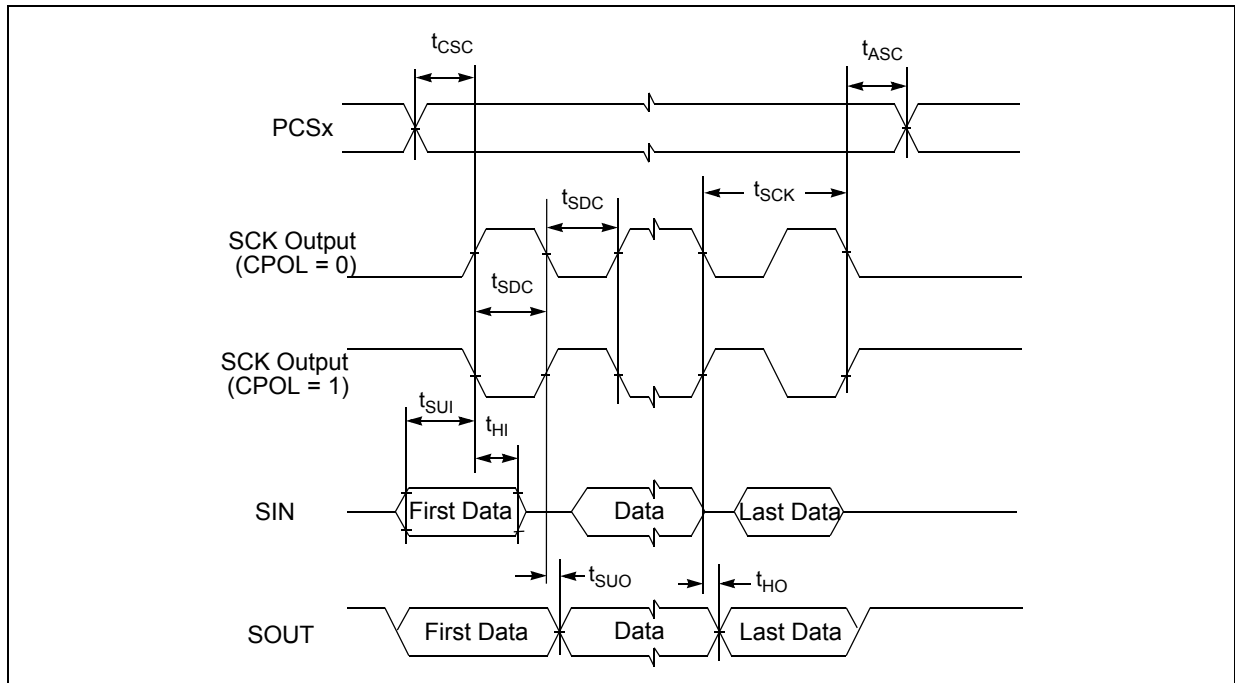 tCSC
tASC
PCSx
tSDC
tSCK
SCK Output
(CPOL = 0)
tSDC
SCK Output
(CPOL = 1)
tSUI
tHI
SIN
First Data
Data
Last Data
tSUO
tHO
SOUT
First Data
Data
Last Data